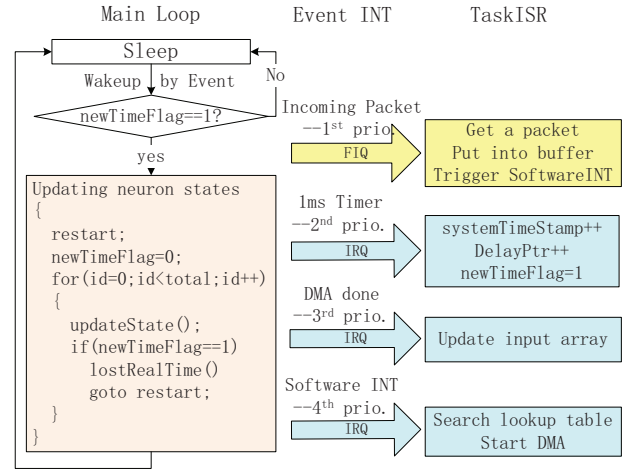 Main Loop
Event INT
TaskISR
Sleep
Wakeup by Event
No
newTimeFlag==1?
yes
Updating neuron states
{
restart;
newTimeFlag=0;
for(id=0;id<total;id++)
{
updateState();
if(newTimeFlag==1)
lostRealTime()
goto restart;
}
}
Incoming Packet
--1st prio.
FIQ
Get a packet
Put into buffer
Trigger SoftwareINT
1ms Timer
--2nd prio.
IRQ
systemTimeStamp++
DelayPtr++
newTimeFlag=1
DMA done
--3rd prio.
IRQ
Update input array
Software INT
--4th prio.
IRQ
Search lookup table
Start DMA